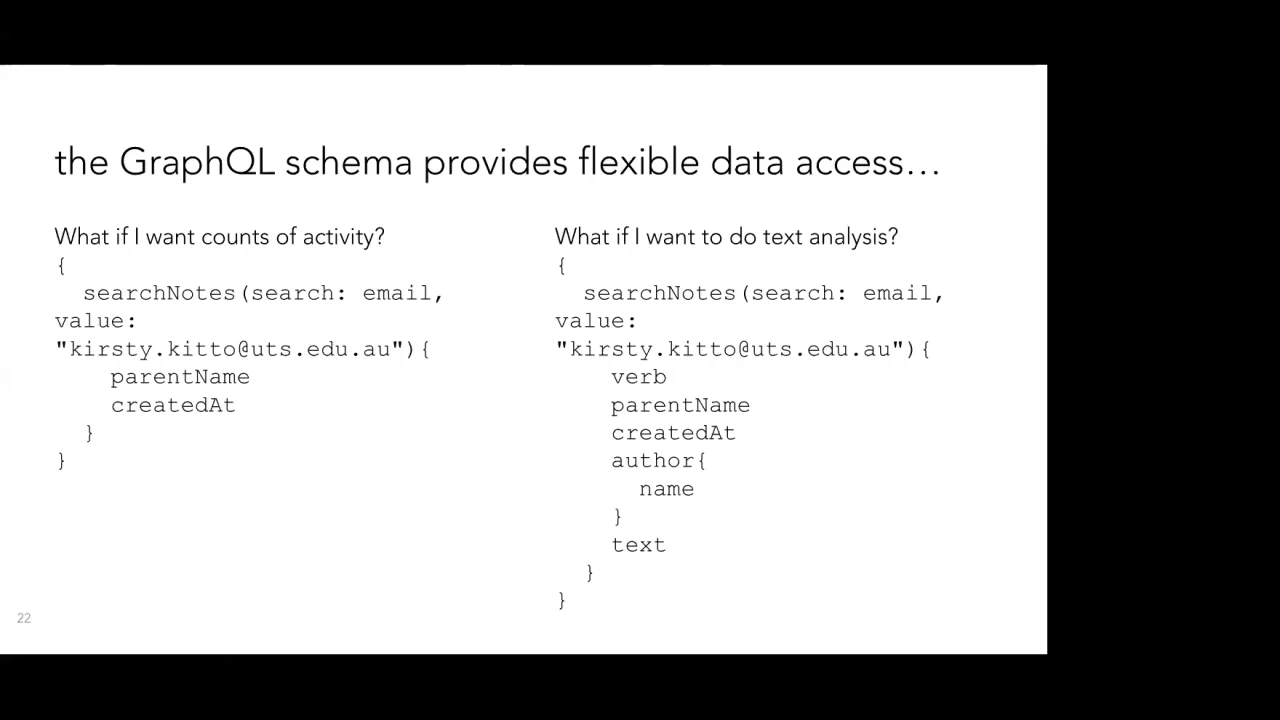 the GraphQL schema provides flexible data access…
What if I want counts of activity?
{
  searchNotes(search: email,
value:
"kirsty.kitto@uts.edu.au"){
    parentName
    createdAt
  }
}
What if I want to do text analysis?
{
  searchNotes(search: email,
value:
"kirsty.kitto@uts.edu.au"){
    verb
    parentName
    createdAt
    author{
      name
    }
    text
  }
}
22